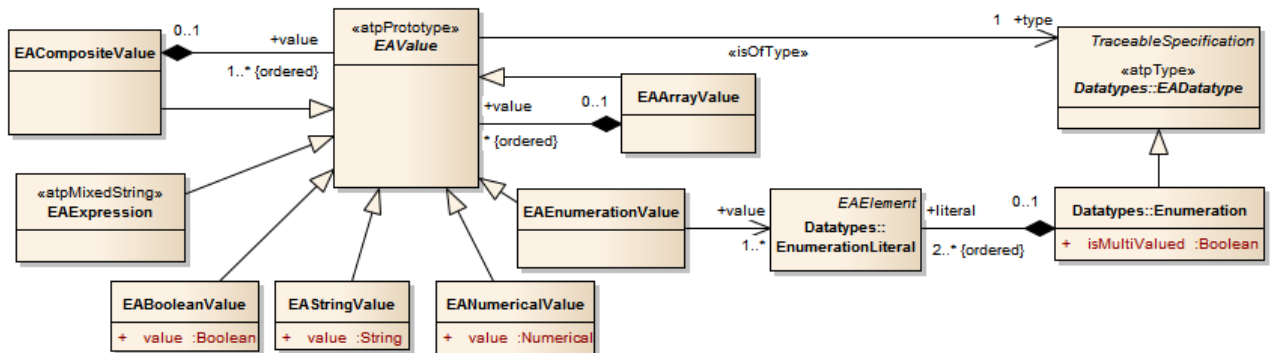 EACompositeValue
0..1
+value
1..* {ordered}
«atpPrototype»
EAValue
«isOfType»
1 +type
TraceableSpecification
«atpType»
Datatypes::EADatatype
+value
0..1
* {ordered}
EAArrayValue
«atpMixedString»
EAExpression
EAEnumerationValue
+value
1..*
EAElement
Datatypes::
EnumerationLiteral
+literal
0..1
2..* {ordered}
Datatypes::Enumeration
+ isMultiValued :Boolean
EABooleanValue
+ value :Boolean
EAStringValue
+ value :String
EANumericalValue
+ value :Numerical